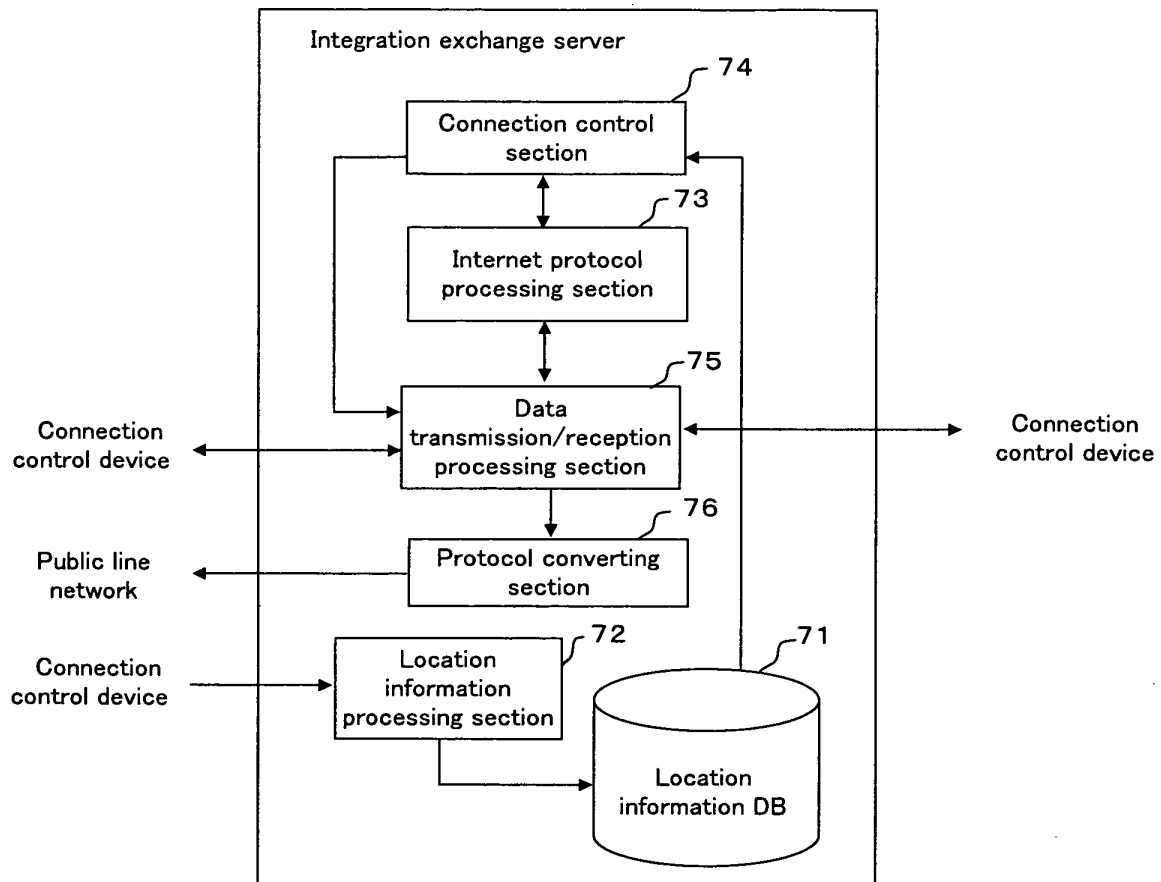 Integration exchange server
74
Connection control
section
73
Internet protocol
processing section
75
Data
transmission/reception
processing section
Connection
control device
Connection
control device
76
Protocol converting
section
Public line
network
72
Location
information
processing section
Connection
control device
71
Location
information DB